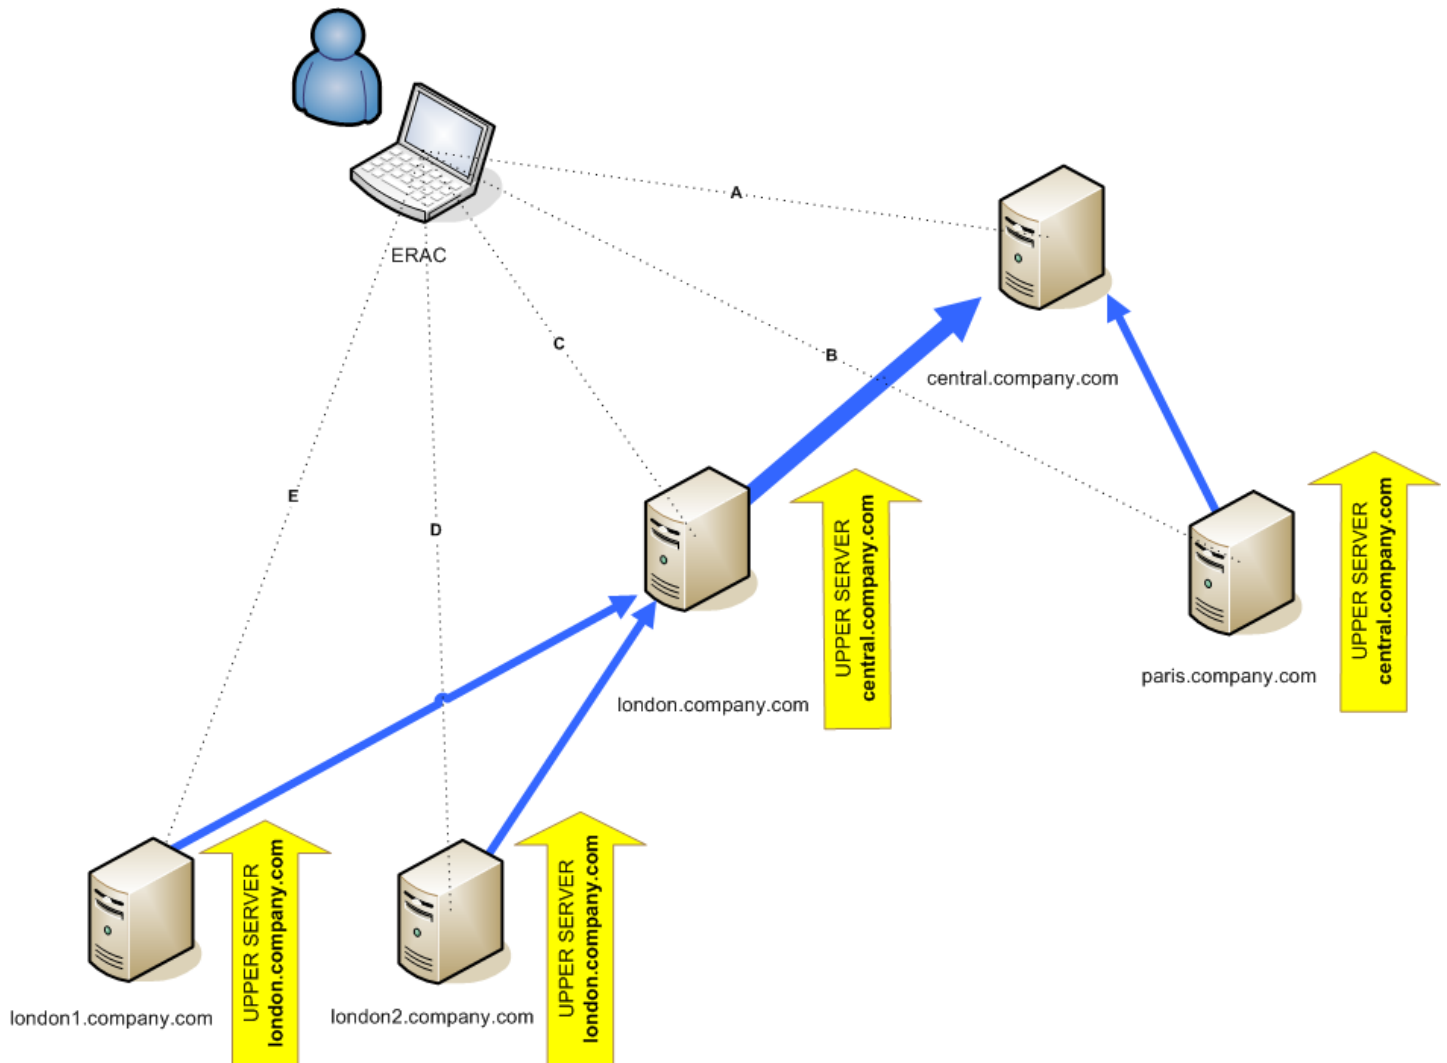 A
ERAC
C
B
central.company.com
E
D
UPPER SERVER
central.company.com
UPPER SERVER
central.company.com
london.company.com
paris.company.com
UPPER SERVER
london.company.com
UPPER SERVER
london.company.com
london1.company.com
london2.company.com